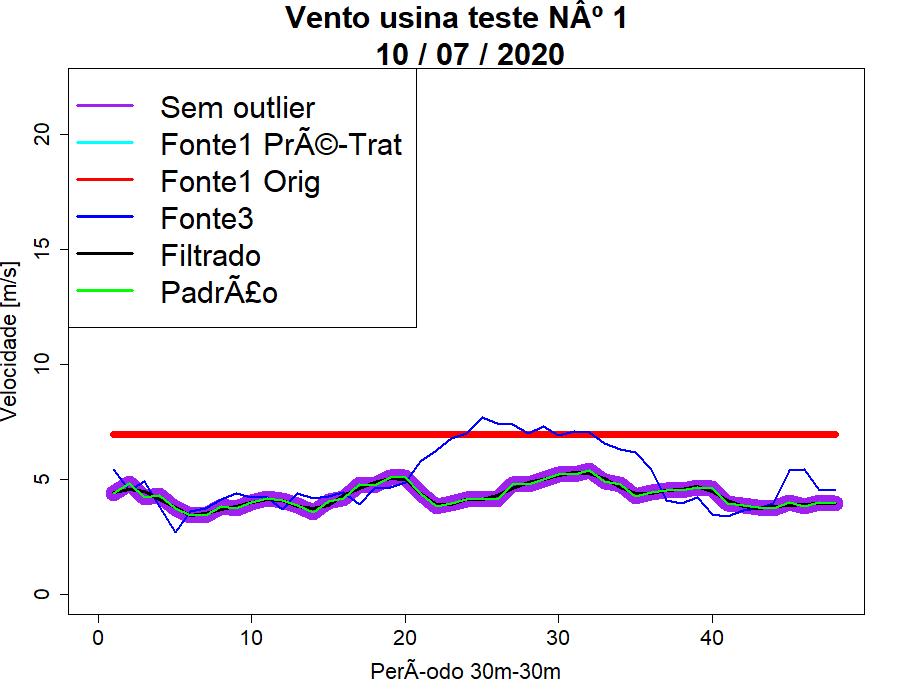 Vento usina teste NÂº 1
10 / 07 / 2020
Sem outlier
Fonte1 PrÃ©-Trat
Fonte1 Orig
Fonte3
Filtrado
PadrÃ£o
Velocidade [m/s]
20
15
10
5
0
0 10 20 30 40
PerÃ-odo 30m-30m